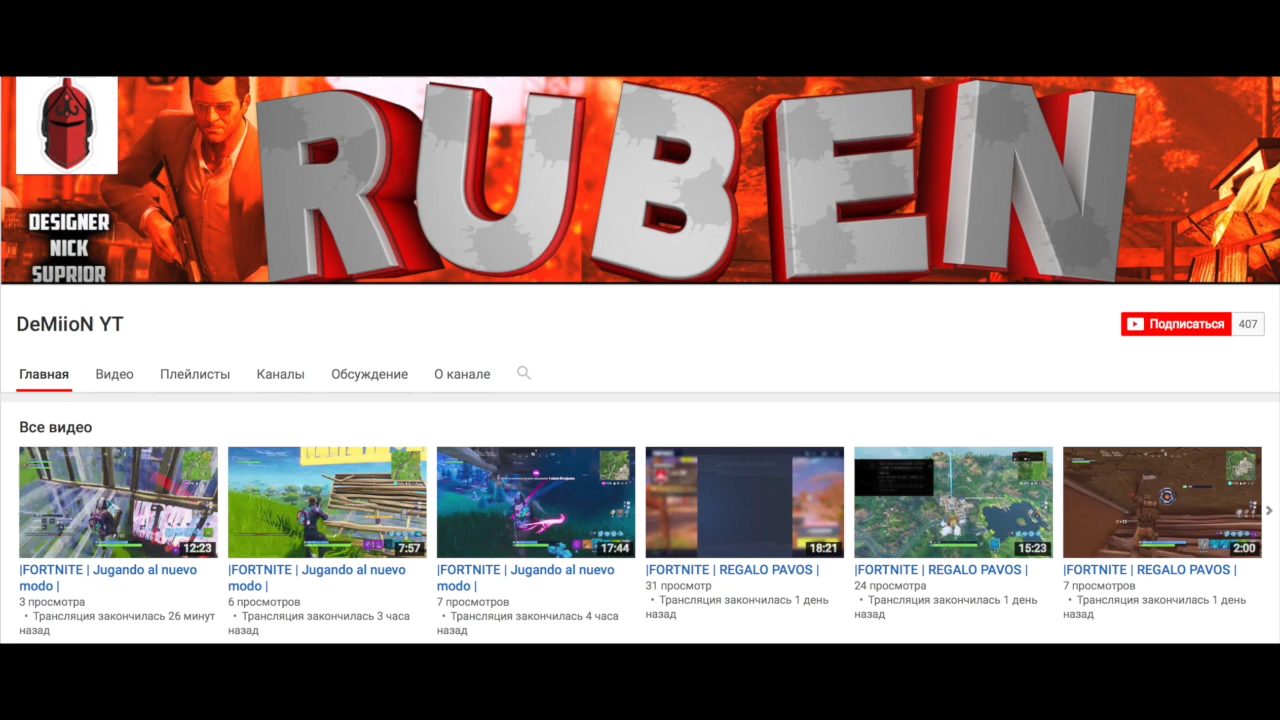 RUBEN
DESIGNER
NICK
SUPRIOR
DeMiioN YT
Подписаться 407
Главная Видео Плейлисты Каналы Обсуждение О канале
Все видео
12:23
|FORTNITE | Jugando al nuevo
modo |
3 просмотра
• Трансляция закончилась 26 минут
назад
7:57
|FORTNITE | Jugando al nuevo
modo |
6 просмотров
• Трансляция закончилась 3 часа
назад
17:44
|FORTNITE | Jugando al nuevo
modo |
7 просмотров
• Трансляция закончилась 4 часа
назад
18:21
|FORTNITE | REGALO PAVOS |
31 просмотр
• Трансляция закончилась 1 день
назад
15:23
|FORTNITE | REGALO PAVOS |
24 просмотра
• Трансляция закончилась 1 день
назад
2:00
|FORTNITE | REGALO PAVOS |
7 просмотров
• Трансляция закончилась 1 день
назад